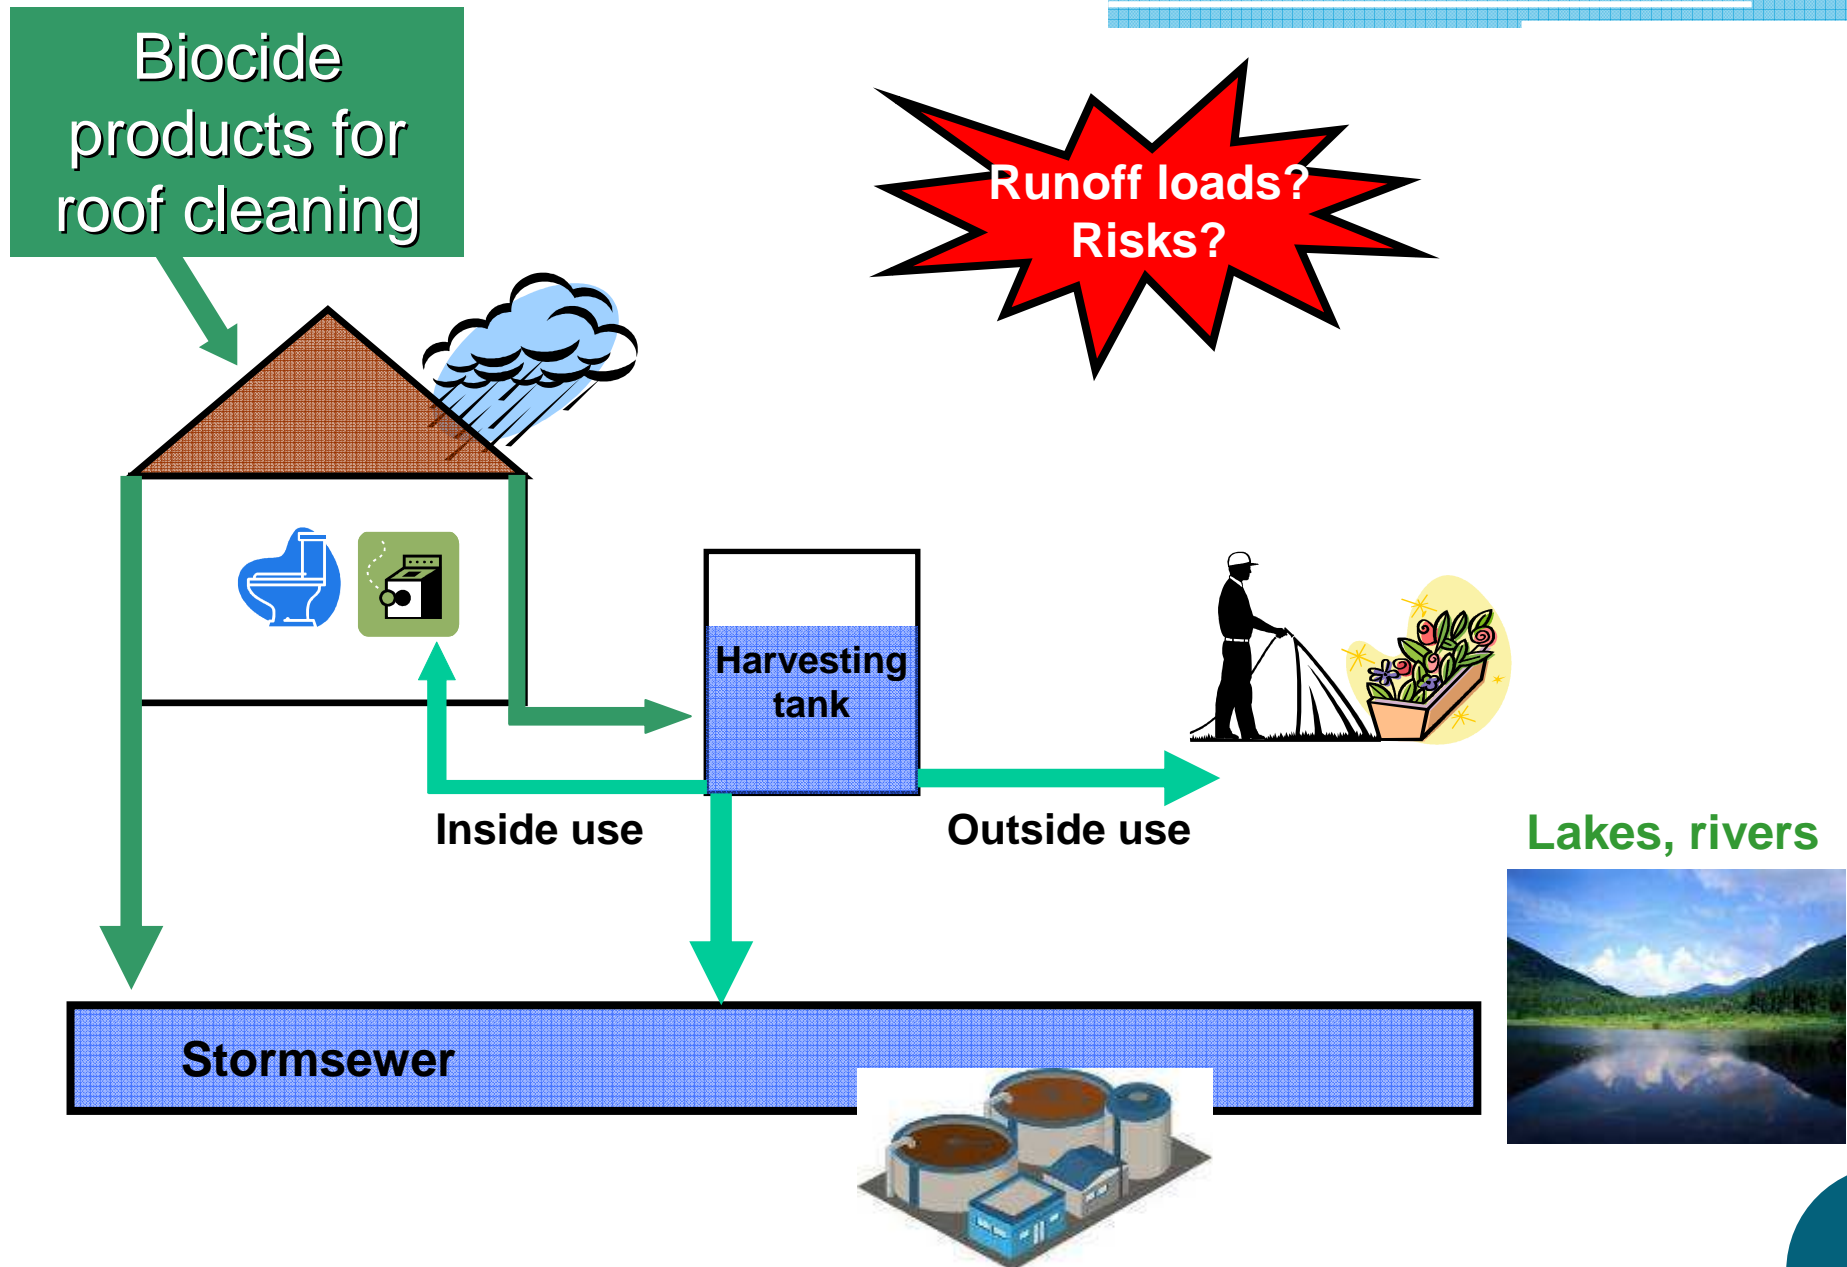 Biocide
products for
roof cleaning
Runoff loads?
Risks?
Harvesting
tank
Inside use
Outside use
Lakes, rivers
Stormsewer